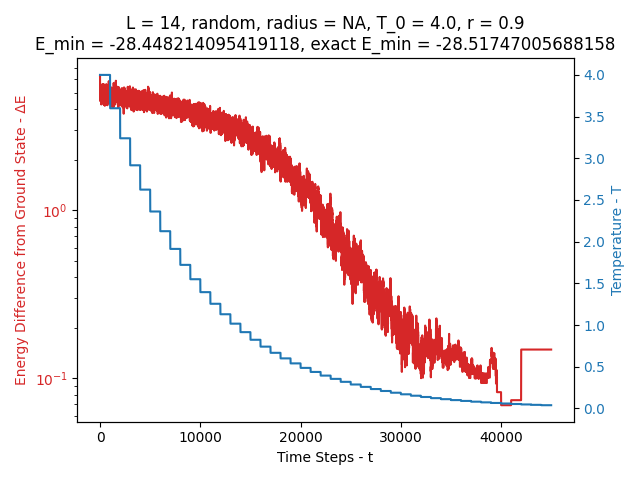 L = 14, random, radius = NA, T_0 = 4.0, r = 0.9
E_min = -28.448214095419118, exact E_min = -28.51747005688158
Energy Difference from Ground State - ΔE
10⁰
10⁻¹
4.0
3.5
3.0
2.5
2.0
1.5
1.0
0.5
0.0
Temperature - T
0 10000 20000 30000 40000
Time Steps - t